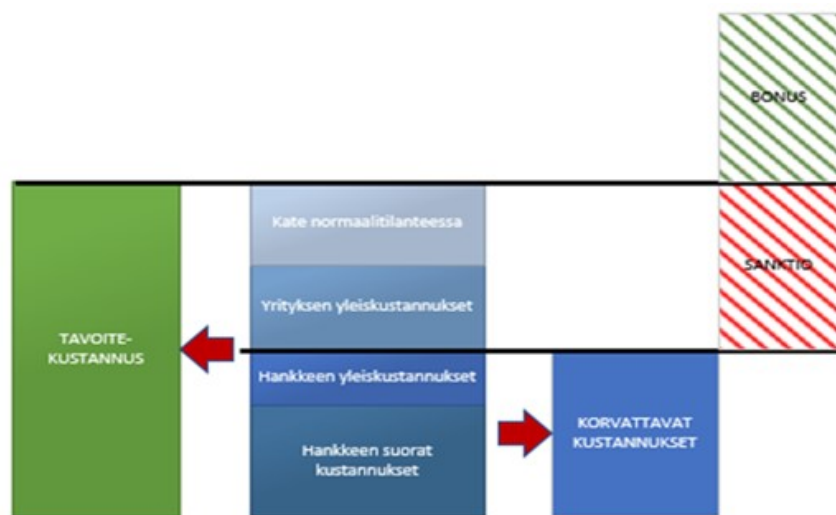 BONUS
Kate normaalitilanteessa
SANKTIO
Yrityksen yleiskustannukset
TAVOITE-
KUSTANNUS
Hankkeen yleiskustannukset
KORVATTAVAT
KUSTANNUKSET
Hankkeen suorat
kustannukset